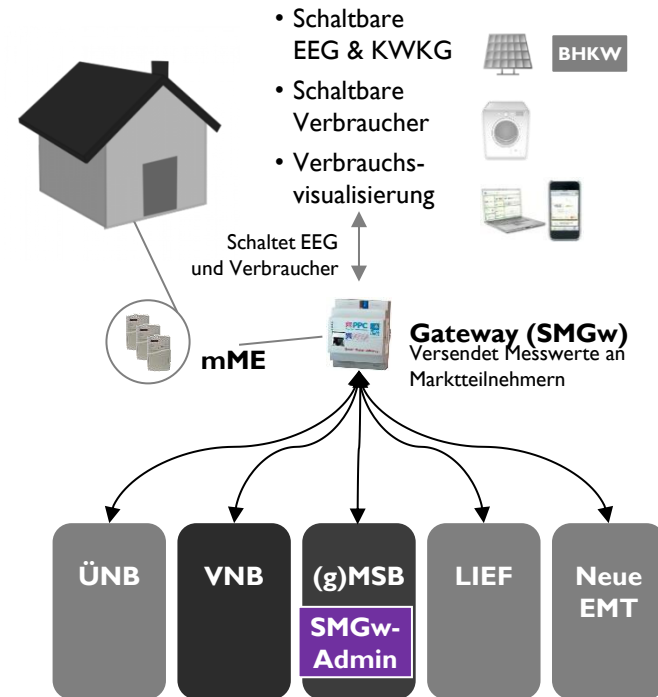 • Schaltbare
EEG & KWKG
BHKW
• Schaltbare
Verbraucher
• Verbrauchs-
visualisierung
Schaltet EEG
und Verbraucher
PPC
mME
Gateway (SMGw)
Versendet Messwerte an
Marktteilnehmern
ÜNB
VNB
(g)MSB
LIEF
Neue
EMT
SMGw-
Admin